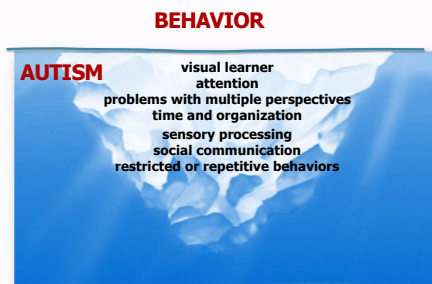 BEHAVIOR
AUTISM
visual learner
attention
problems with multiple perspectives
time and organization
sensory processing
social communication
restricted or repetitive behaviors